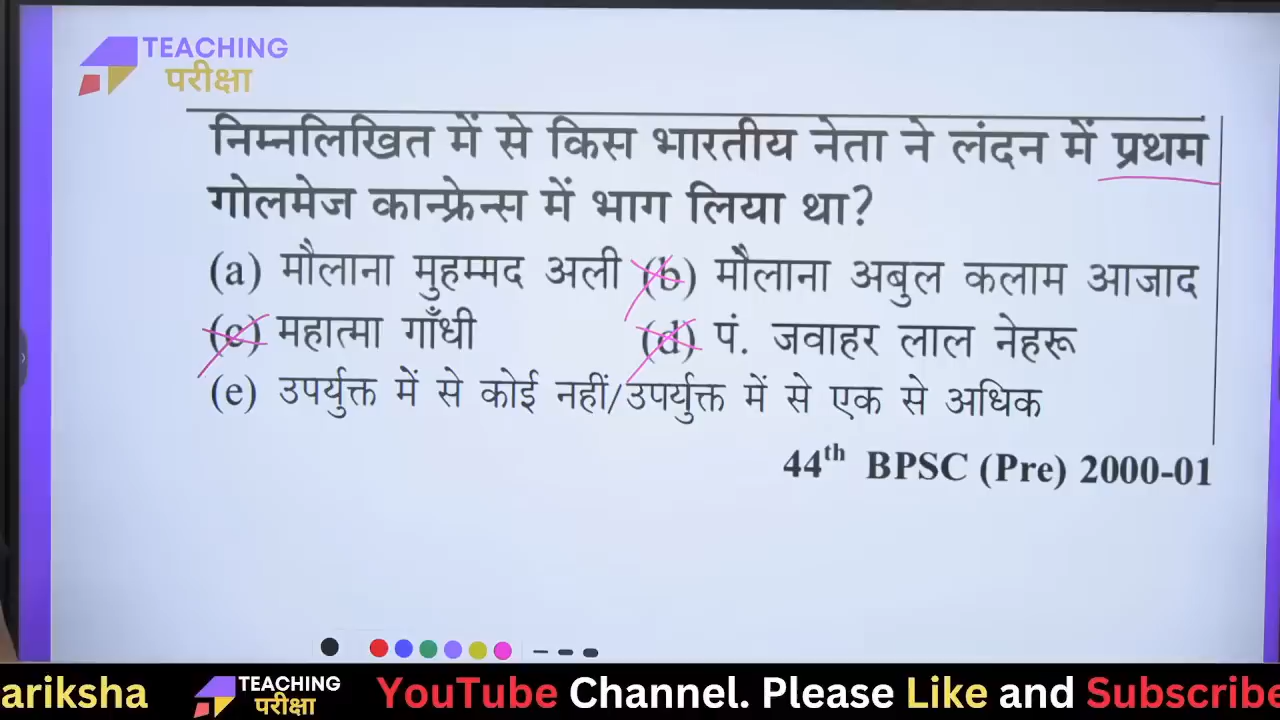 TEACHING
परीक्षा
निम्नलिखित में से किस भारतीय नेता ने लंदन में प्रथम
गोलमेज कान्फ्रेन्स में भाग लिया था?
(a) मौलाना मुहम्मद अली (b) मौलाना अबुल कलाम आजाद
(c) महात्मा गाँधी (d) पं. जवाहर लाल नेहरू
(e) उपर्युक्त में से कोई नहीं/उपर्युक्त में से एक से अधिक
44th BPSC (Pre) 2000-01
ariksha TEACHING परीक्षा YouTube Channel. Please Like and Subscribe